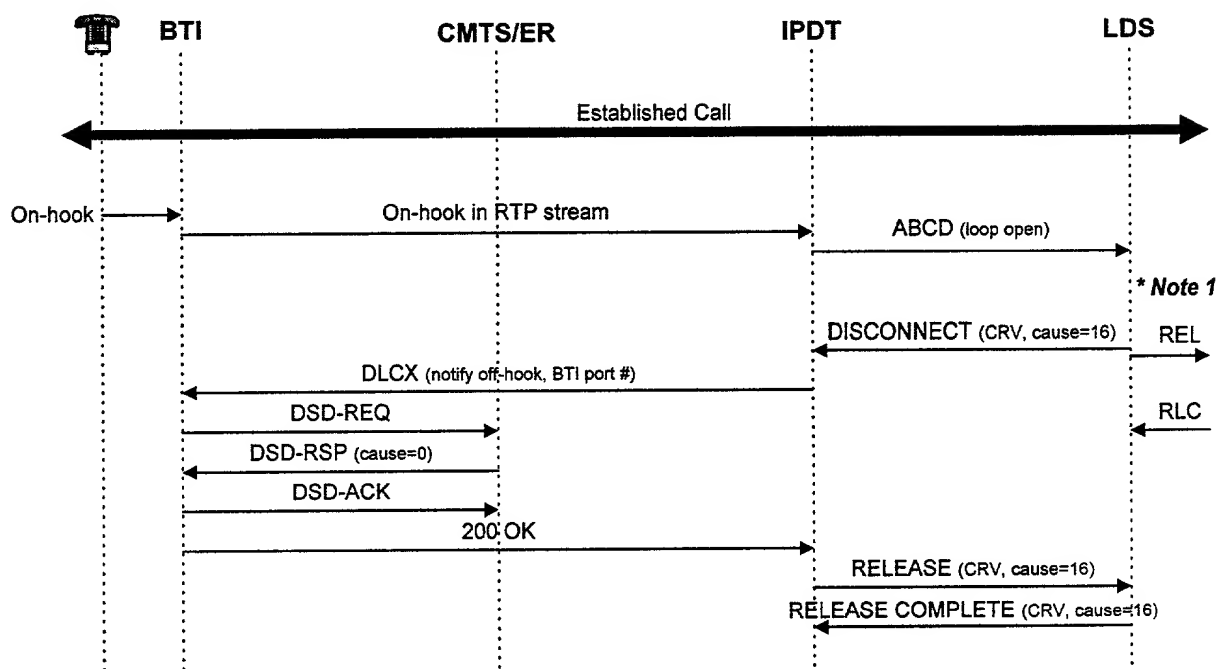 BTI CMTS/ER IPDT LDS
Established Call
On-hook
On-hook in RTP stream
ABCD (loop open)
* Note 1
DISCONNECT (CRV, cause=16)
REL
DLCX (notify off-hook, BTI port #)
DSD-REQ
RLC
DSD-RSP (cause=0)
DSD-ACK
200 OK
RELEASE (CRV, cause=16)
RELEASE COMPLETE (CRV, cause=16)